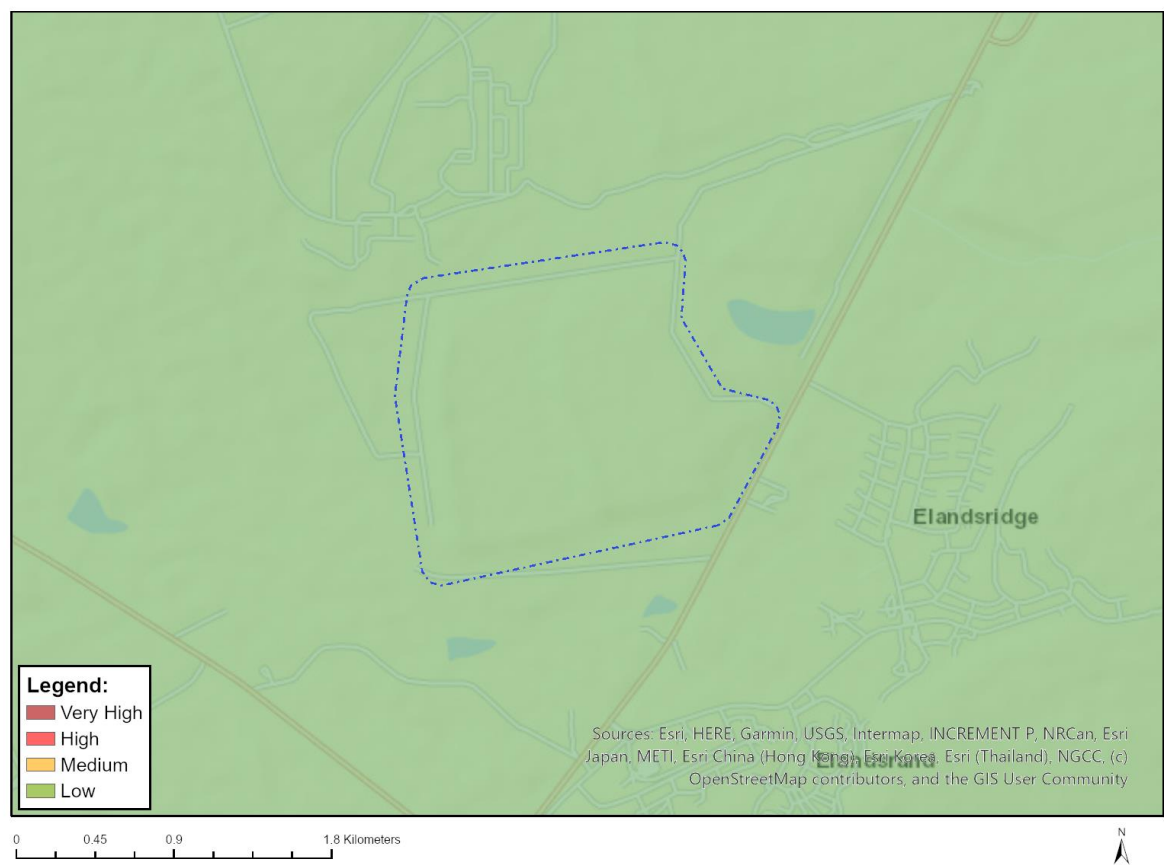 Elandsridge
Legend:
Very High
High
Medium
Low
Sources: Esri, HERE, Garmin, USGS, Intermap, INCREMENT P, NRCan, Esri
Japan, METI, Esri China (Hong Kong), Esri Korea, Esri (Thailand), NGCC, (c)
OpenStreetMap contributors, and the GIS User Community
Elandsrand
0 0.45 0.9 1.8 Kilometers
N